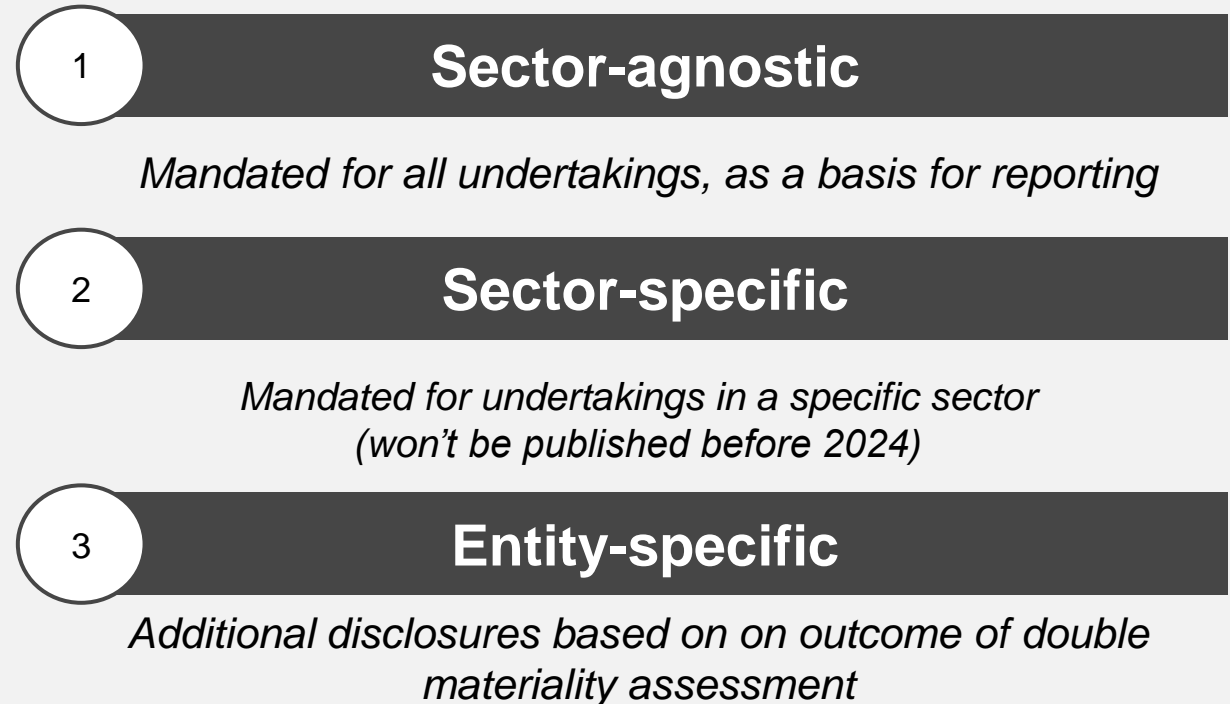 1
Sector-agnostic
Mandated for all undertakings, as a basis for reporting
2
Sector-specific
Mandated for undertakings in a specific sector
(won't be published before 2024)
3
Entity-specific
Additional disclosures based on on outcome of double
materiality assessment